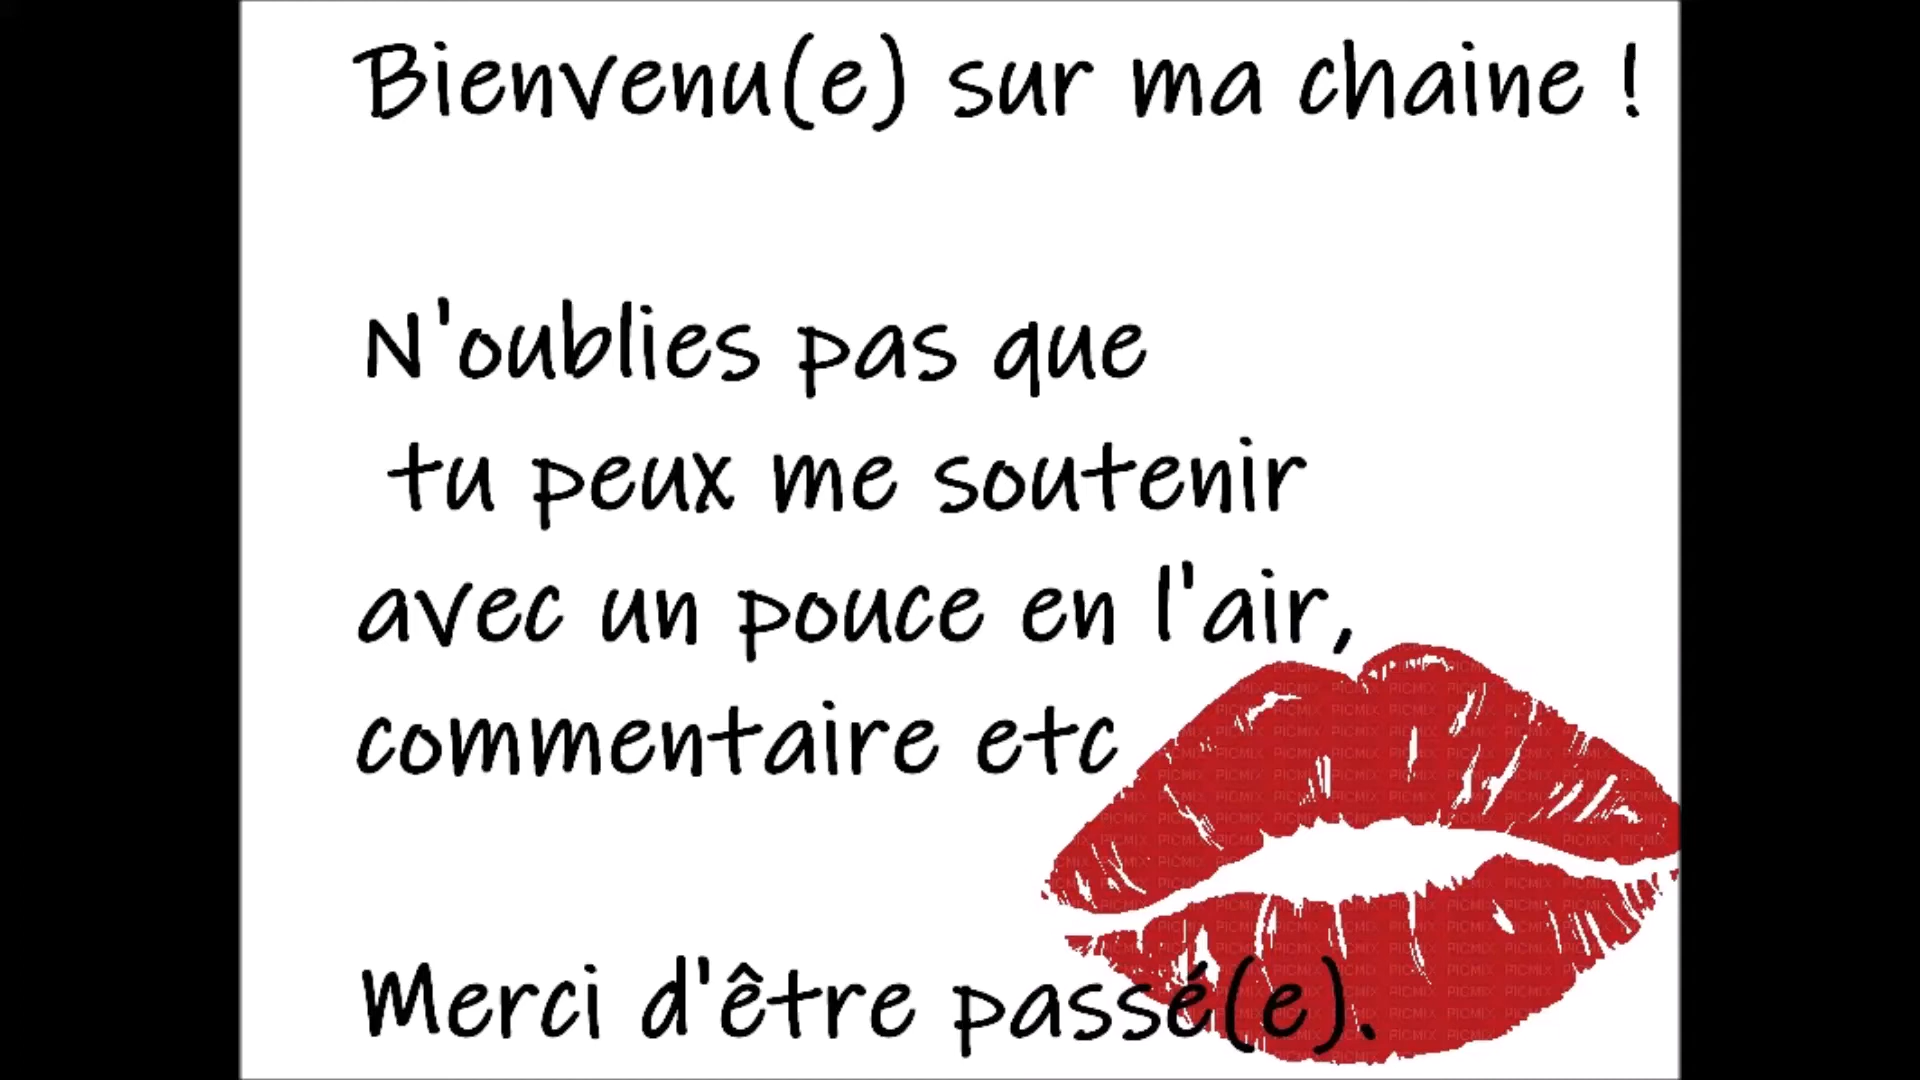 Bienvenu(e) sur ma chaine !
N'oublies pas que
tu peux me soutenir
avec un pouce en l'air,
commentaire etc
Merci d'être passé(e).
PICMIX